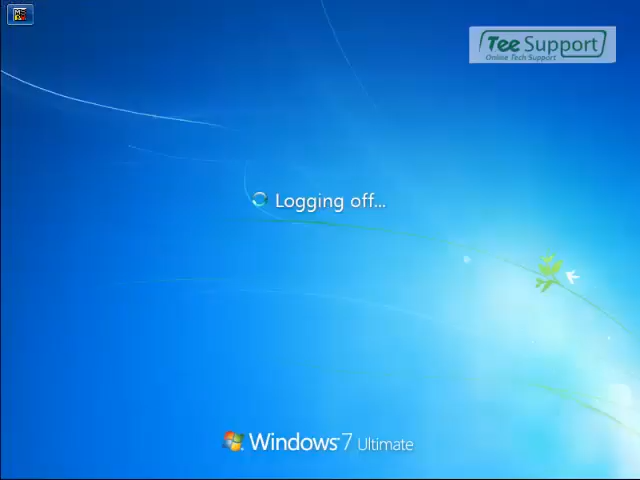 Tee Support
Online Tech Support
Logging off...
Windows 7 Ultimate